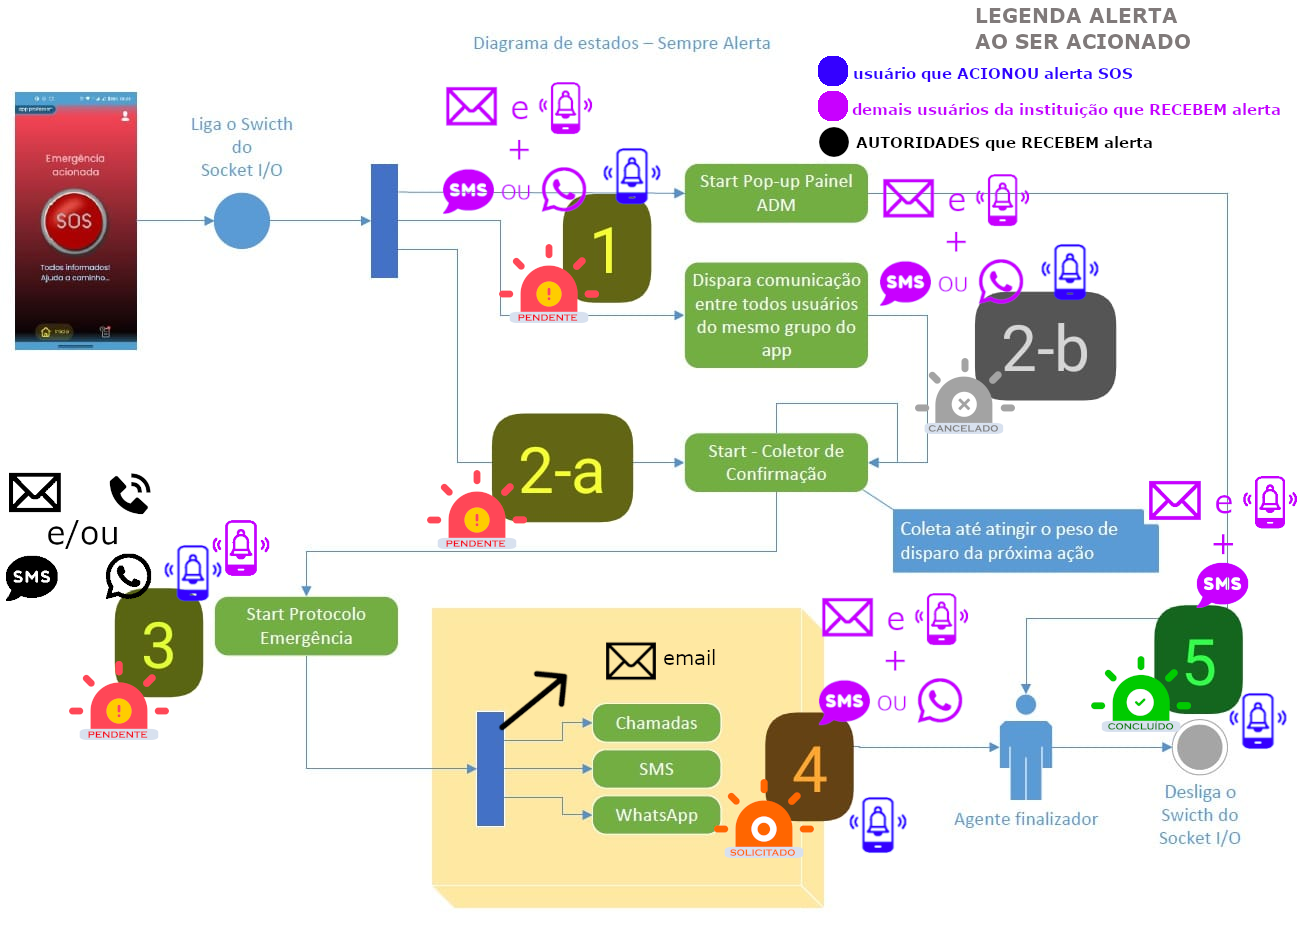 LEGENDA ALERTA
AO SER ACIONADO
Diagrama de estados – Sempre Alerta
usuário que ACIONOU alerta SOS
demais usuários da instituição que RECEBEM alerta
AUTORIDADES que RECEBEM alerta
Emergência
acionada
SOS
Todos informados!
Ajuda a caminho...
Início
Liga o Swicth
do
Socket I/O
e
+
SMS OU
1
PENDENTE
Start Pop-up Painel
ADM
Dispara comunicação
entre todos usuários
do mesmo grupo do
app
e
+
SMS OU
2-b
CANCELADO
2-a
PENDENTE
Start - Coletor de
Confirmação
Coleta até atingir o peso de
disparo da próxima ação
e/ou
SMS
3
PENDENTE
Start Protocolo
Emergência
email
Chamadas
SMS
WhatsApp
e
+
SMS OU
4
SOLICITADO
Agente finalizador
e
+
SMS
5
CONCLUÍDO
Desliga o
Swicth do
Socket I/O